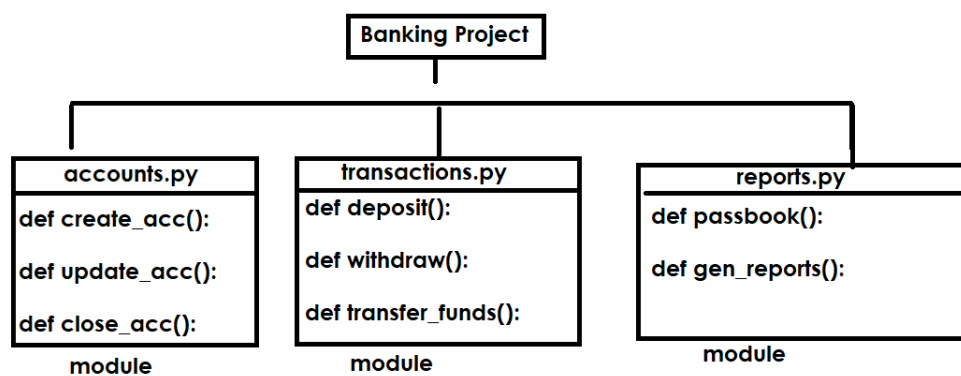 Banking Project
accounts.py
def create_acc():
def update_acc():
def close_acc():
module
transactions.py
def deposit():
def withdraw():
def transfer_funds():
module
reports.py
def passbook():
def gen_reports():
module